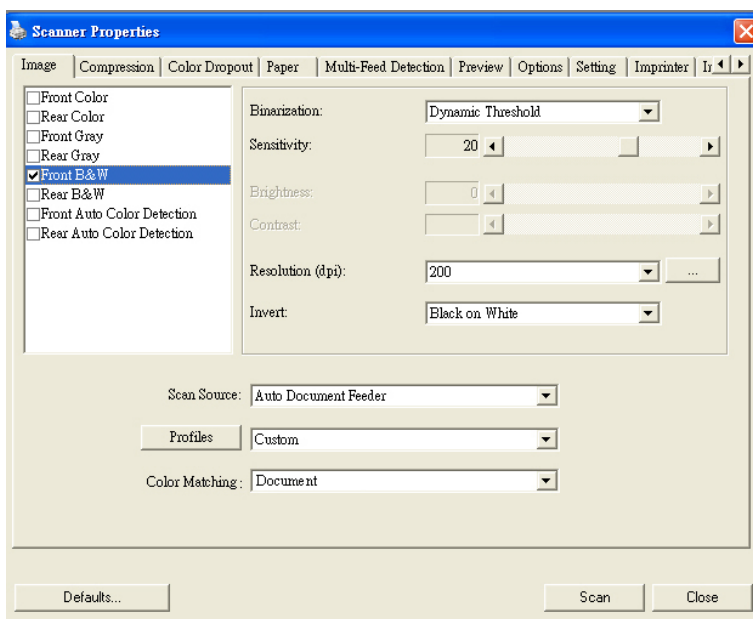 Scanner Properties
Image Compression Color Dropout Paper Multi-Feed Detection Preview Options Setting Imprinter
Front Color
Rear Color
Front Gray
Rear Gray
Front B&W
Rear B&W
Front Auto Color Detection
Rear Auto Color Detection
Binarization: Dynamic Threshold
Sensitivity: 20
Brightness: 0
Contrast:
Resolution (dpi): 200 ...
Invert: Black on White
Scan Source: Auto Document Feeder
Profiles Custom
Color Matching: Document
Defaults... Scan Close